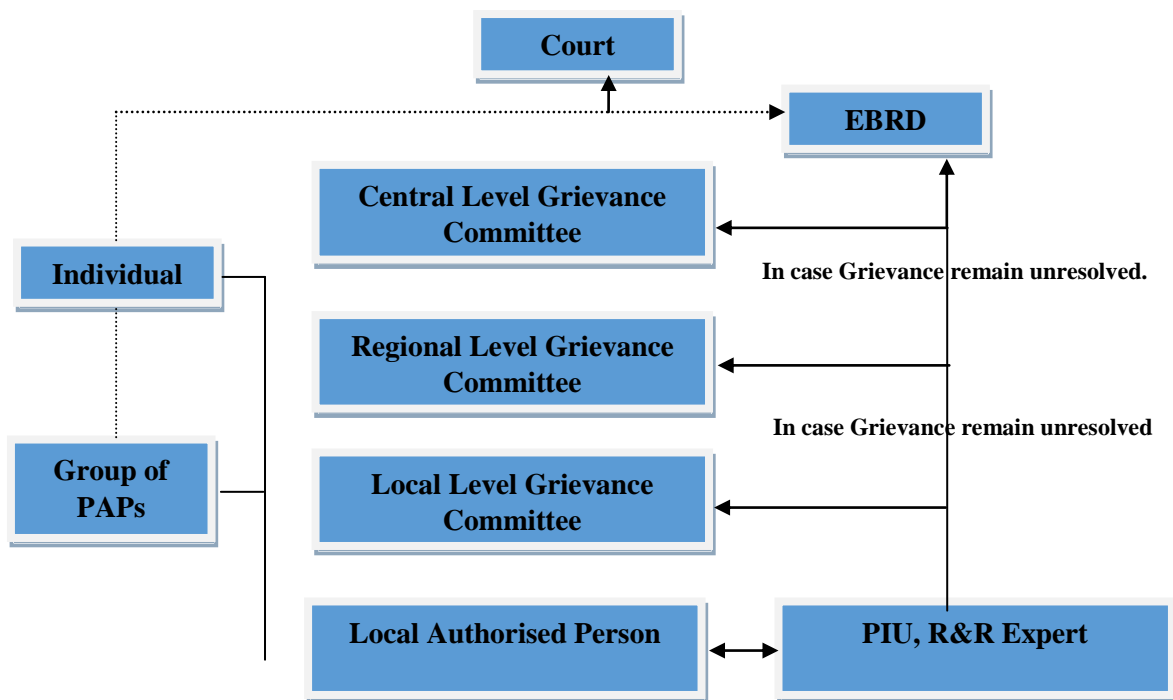 Court
EBRD
Central Level Grievance
Committee
Individual
In case Grievance remain unresolved.
Regional Level Grievance
Committee
In case Grievance remain unresolved
Group of
PAPs
Local Level Grievance
Committee
Local Authorised Person
PIU, R&R Expert